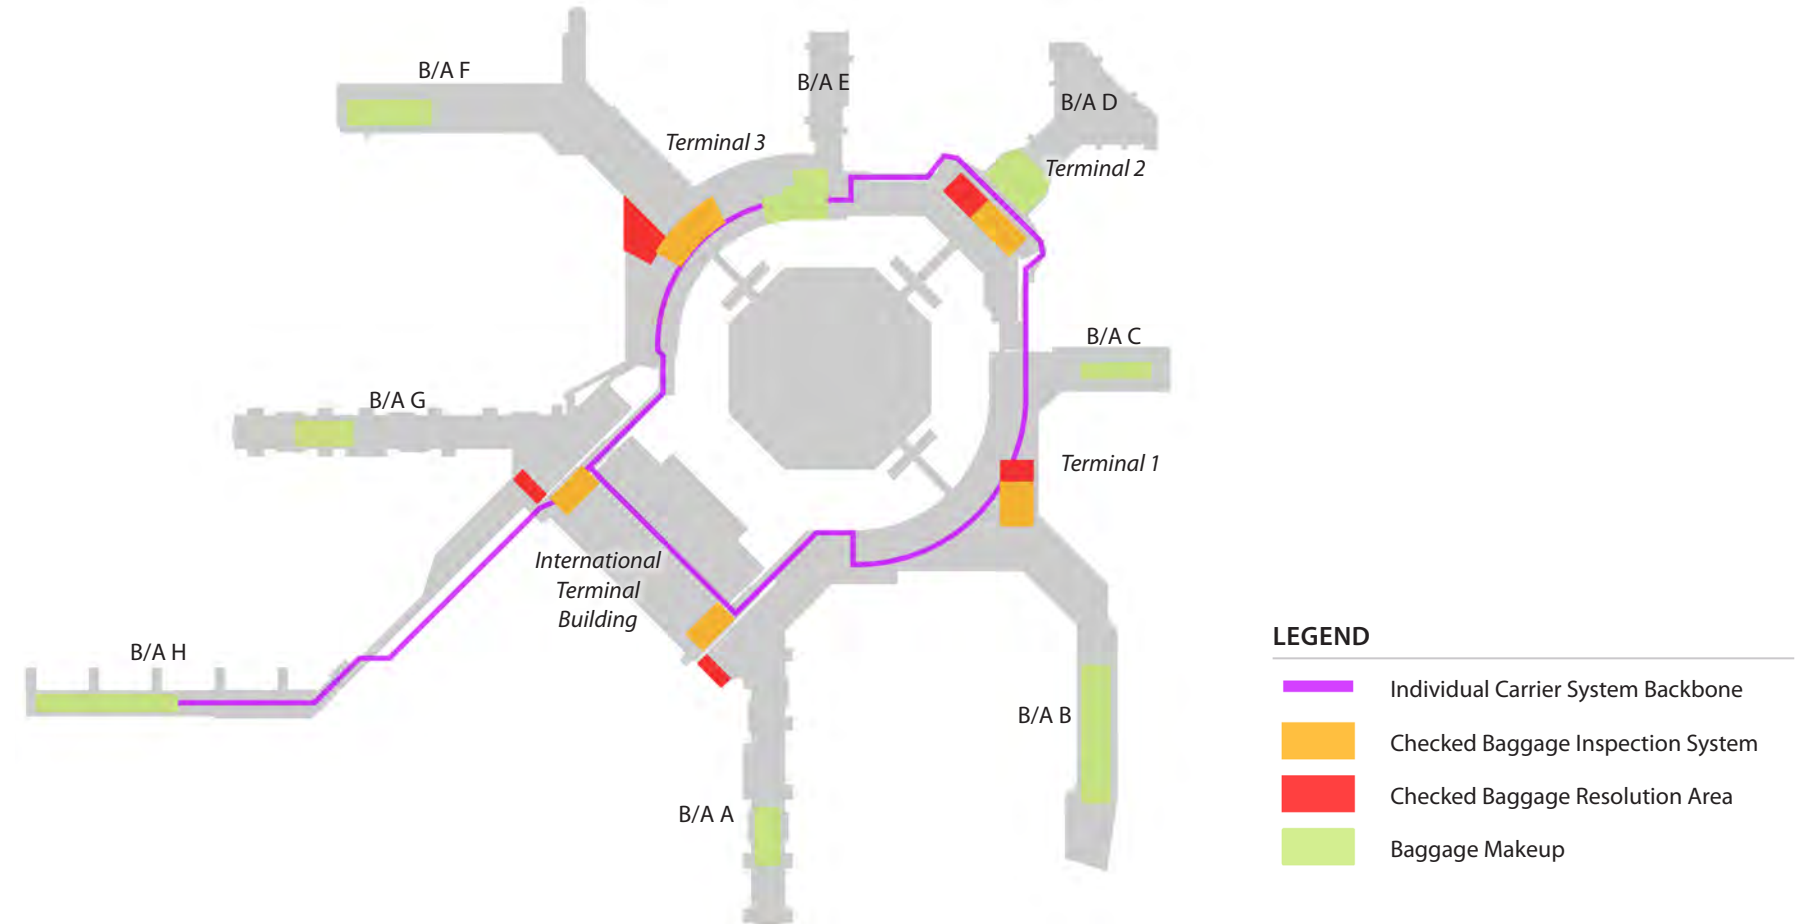 B/A F
B/A E
B/A D
Terminal 3
Terminal 2
B/A C
B/A G
Terminal 1
International
Terminal
Building
B/A H
B/A B
B/A A
LEGEND
Individual Carrier System Backbone
Checked Baggage Inspection System
Checked Baggage Resolution Area
Baggage Makeup